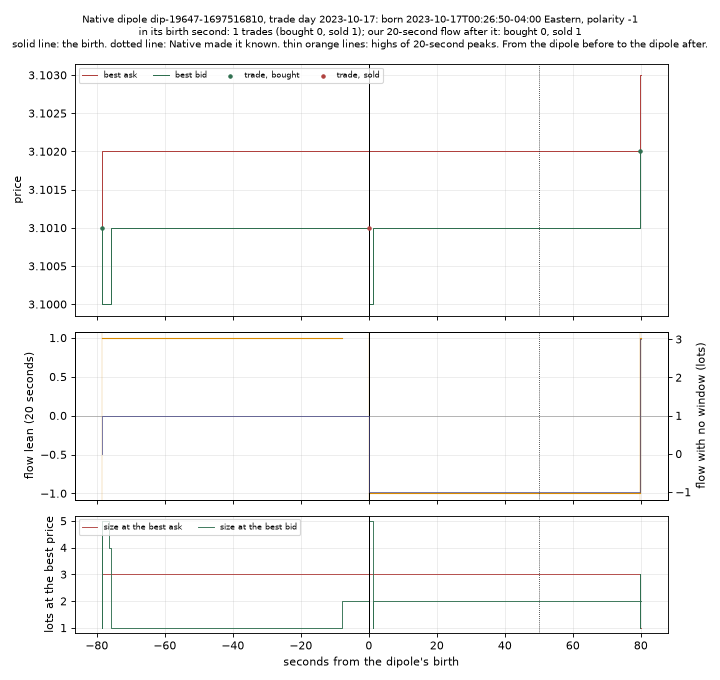 Native dipole dip-19647-1697516810, trade day 2023-10-17: born 2023-10-17T00:26:50-04:00 Eastern, polarity -1
in its birth second: 1 trades (bought 0, sold 1); our 20-second flow after it: bought 0, sold 1
solid line: the birth. dotted line: Native made it known. thin orange lines: highs of 20-second peaks. From the dipole before to the dipole after.
best ask best bid trade, bought trade, sold
3.1030
3.1025
3.1020
3.1015
3.1010
3.1005
3.1000
price
1.0
0.5
0.0
−0.5
−1.0
flow lean (20 seconds)
3
2
1
0
−1
flow with no window (lots)
size at the best ask size at the best bid
5
4
3
2
1
lots at the best price
−80 −60 −40 −20 0 20 40 60 80
seconds from the dipole's birth